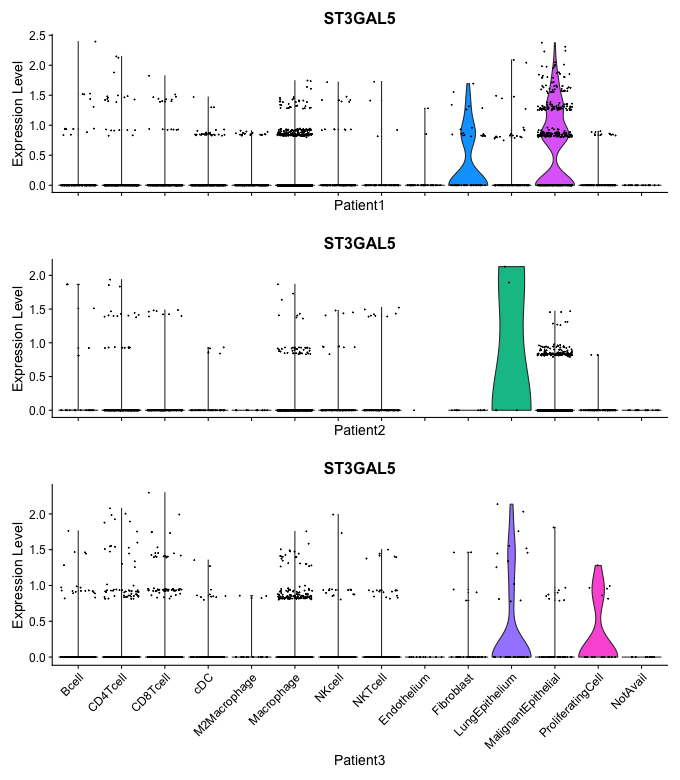 ST3GAL5
Expression Level
2.5
2.0
1.5
1.0
0.5
0.0
Patient1
ST3GAL5
Expression Level
2.0
1.5
1.0
0.5
0.0
Patient2
ST3GAL5
Expression Level
2.0
1.5
1.0
0.5
0.0
Bcell
CD4Tcell
CD8Tcell
cDC
M2Macrophage
Macrophage
NKcell
NKTcell
Endothelium
Fibroblast
LungEpithelium
MalignantEpithelial
ProliferatingCell
NotAvail
Patient3